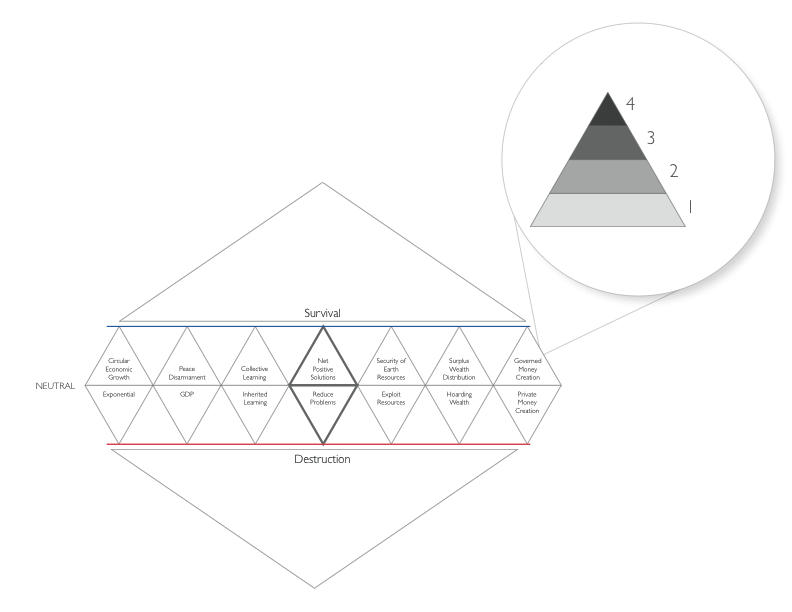 4
3
2
1
Survival
Circular
Economic
Growth
Peace
Disarmament
Collective
Learning
Net
Positive
Solutions
Security of
Earth
Resources
Surplus
Wealth
Distribution
Governed
Money
Creation
NEUTRAL
Exponential
GDP
Inherited
Learning
Reduce
Problems
Exploit
Resources
Hoarding
Wealth
Private
Money
Creation
Destruction